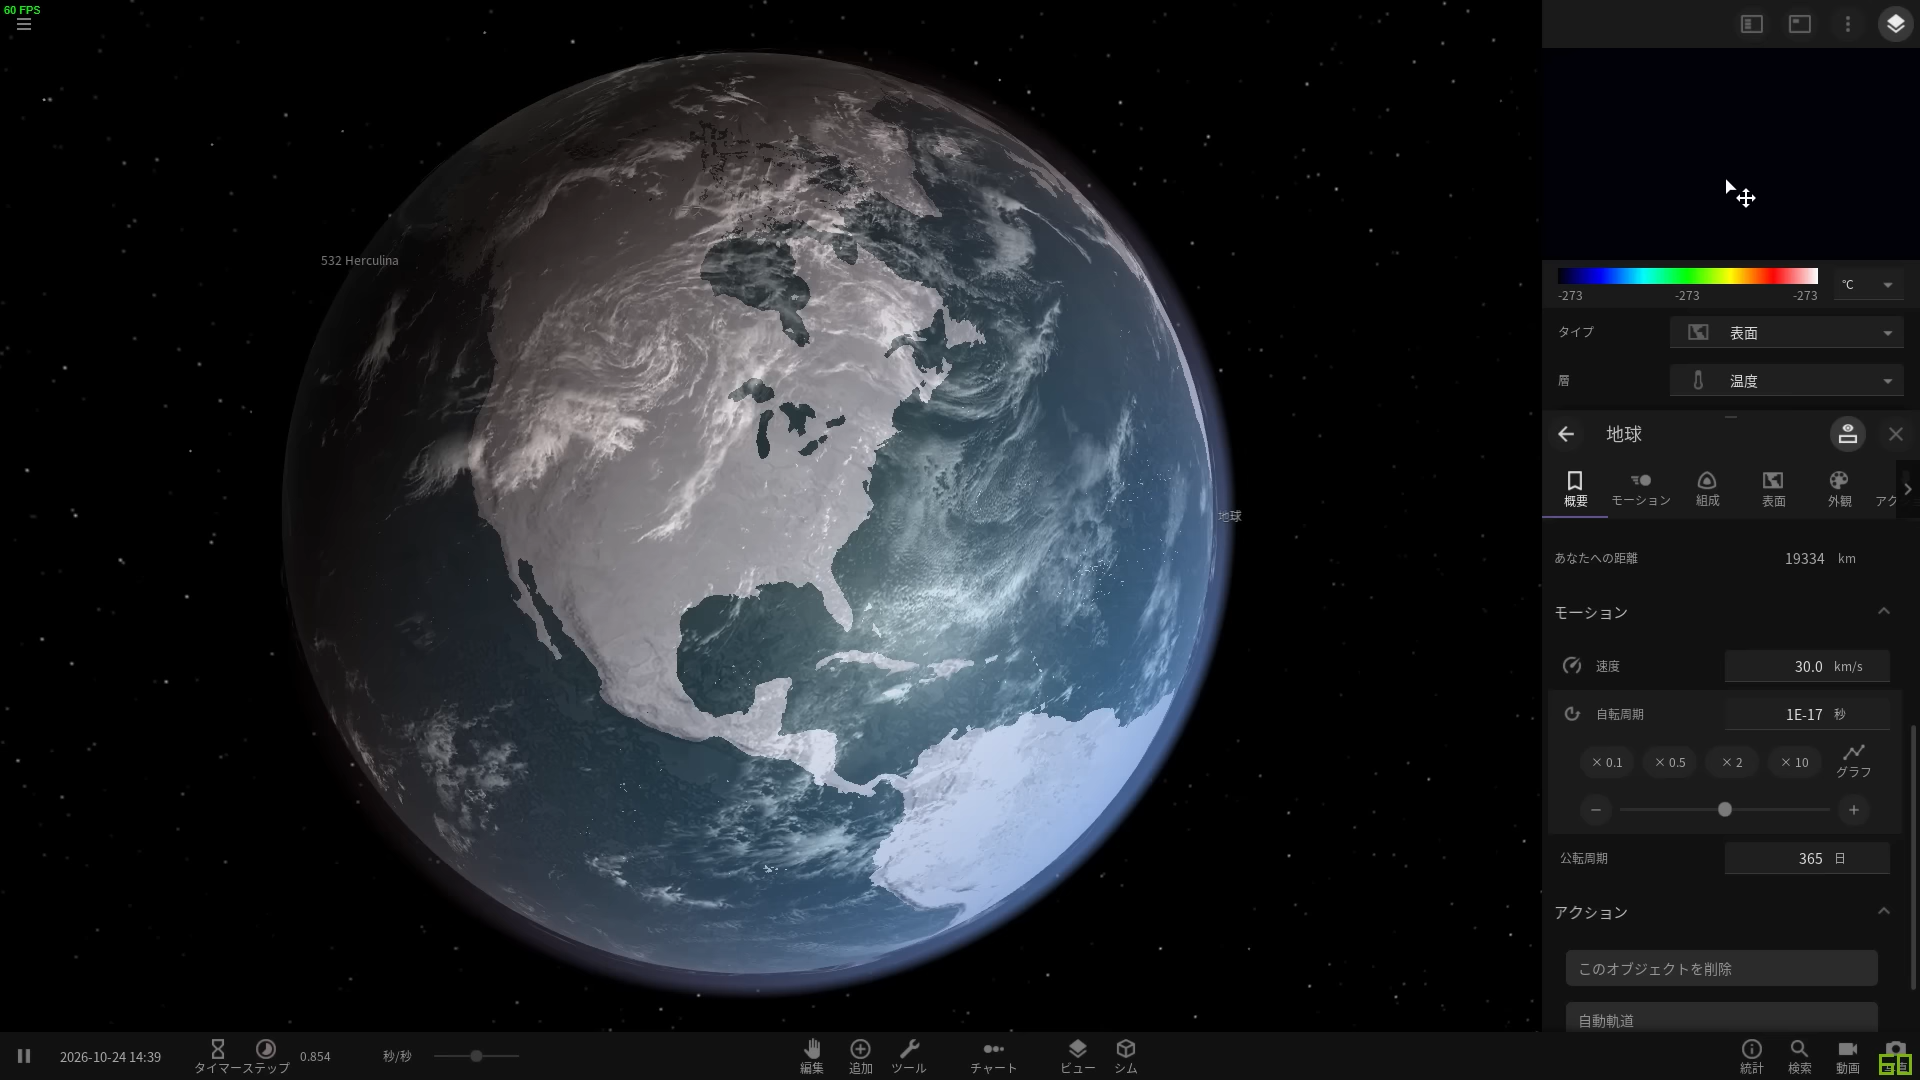 60 FPS
532 Herculina
地球
-273 -273 -273
℃
タイプ 表面
層 温度
地球
概要 モーション 組成 表面 外観 アク
あなたへの距離 19334 km
モーション
速度 30.0 km/s
自転周期 1E-17 秒
× 0.1 × 0.5 × 2 × 10 グラフ
公転周期 365 日
アクション
このオブジェクトを削除
自動軌道
2026-10-24 14:39 タイマーステップ 0.854 秒/秒 編集 追加 ツール チャート ビュー シム 統計 検索 動画
60